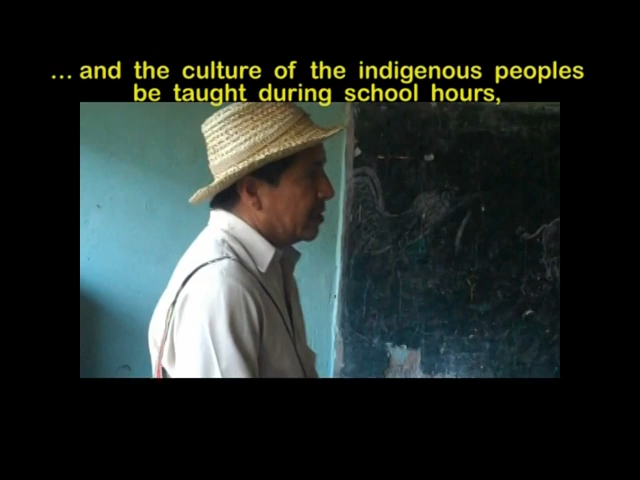 … and the culture of the indigenous peoples
be taught during school hours,